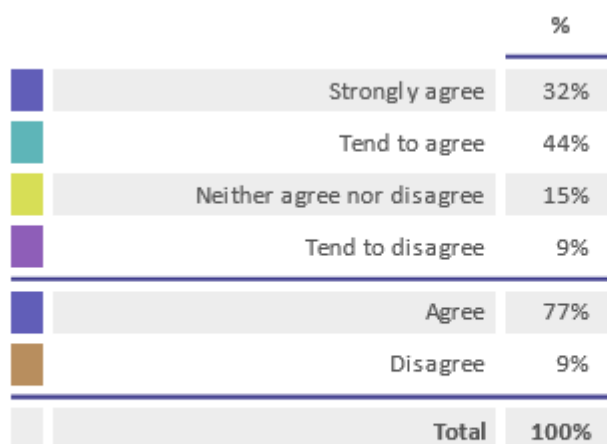 %
Strongly agree 32%
Tend to agree 44%
Neither agree nor disagree 15%
Tend to disagree 9%
Agree 77%
Disagree 9%
Total 100%